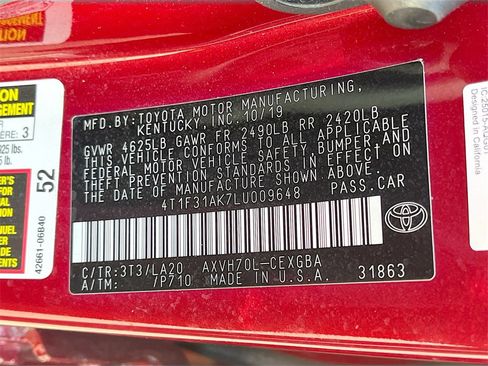 MFD.BY:TOYOTA MOTOR MANUFACTURING,
KENTUCKY, INC. 10/19
GVWR 4625LB GAWR FR 2490LB RR 2420LB
THIS VEHICLE CONFORMS TO ALL APPLICABLE
FEDERAL MOTOR VEHICLE SAFETY, BUMPER, AND
THEFT PREVENTION STANDARDS IN EFFECT ON
THE DATE OF MANUFACTURE SHOWN ABOVE.
4T1F31AK7LU009648 PASS.CAR
C/TR:3T3/LA20 AXVH70L-CEXGBA
A/TM: /P710 MADE IN U.S.A. 31863
52
42661-06B40
Designed in California